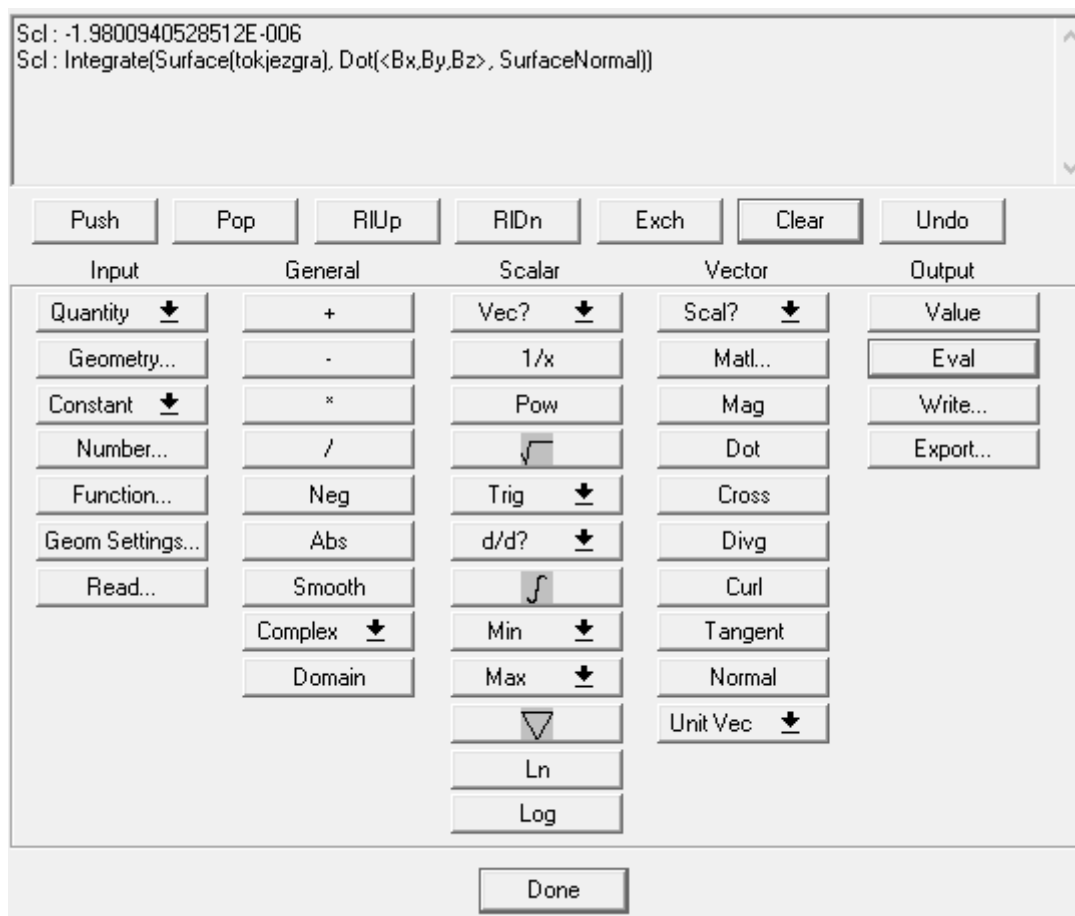 Scl : -1.9800940528512E-006
Scl : Integrate(Surface(tokjezgra), Dot(<Bx,By,Bz>, SurfaceNormal))
Push Pop RlUp RlDn Exch Clear Undo
Input General Scalar Vector Output
Quantity + Vec? Scal? Value
Geometry... - 1/x Matl... Eval
Constant * Pow Mag Write...
Number... / √ Dot Export...
Function... Neg Trig Cross
Geom Settings... Abs d/d? Divg
Read... Smooth ∫ Curl
Complex Min Tangent
Domain Max Normal
▽ Unit Vec
Ln
Log
Done